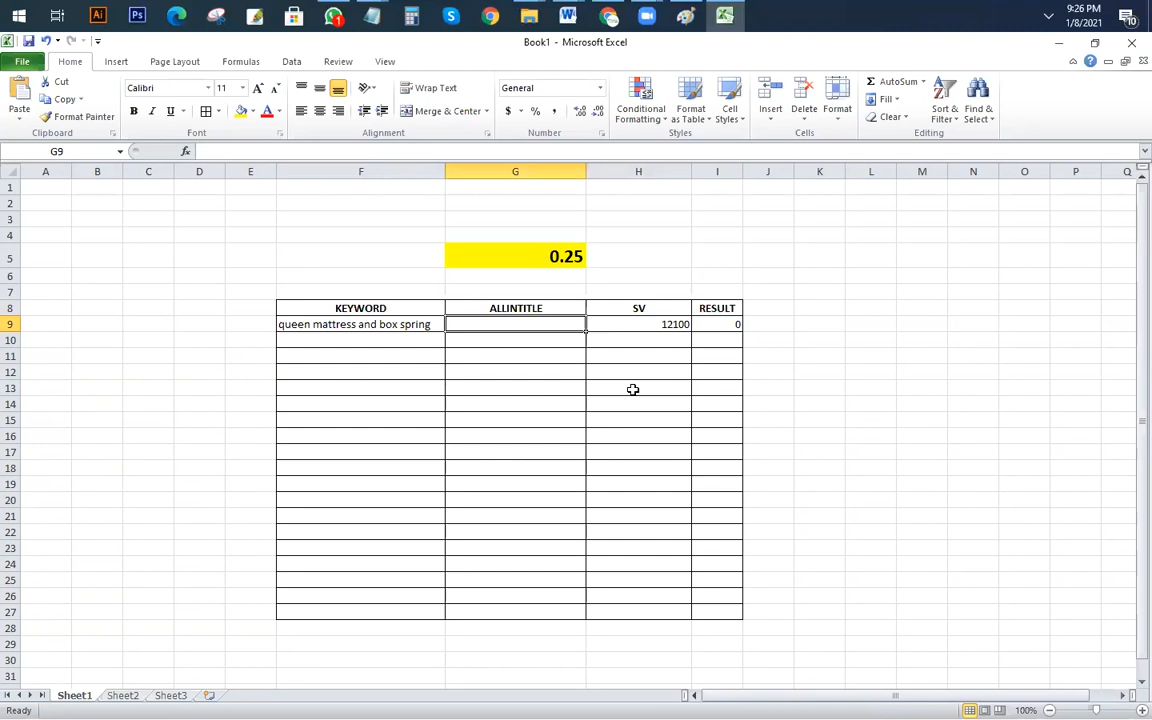 Ai Ps 1
9:26 PM
1/8/2021
10
Book1 - Microsoft Excel
File Home Insert Page Layout Formulas Data Review View
Paste
Cut
Copy
Format Painter
Clipboard
Calibri 11
B I U A
Font
Wrap Text
Merge & Center
Alignment
General
$ % ,
Number
Conditional Formatting
Format as Table
Cell Styles
Styles
Insert Delete Format
Cells
AutoSum
Fill
Clear
Sort & Filter
Find & Select
Editing
G9 fx
A B C D E F G H I J K L M N O P Q
1
2
3
4
5 0.25
6
7
8 KEYWORD ALLINTITLE SV RESULT
9 queen mattress and box spring 12100 0
10
11
12
13
14
15
16
17
18
19
20
21
22
23
24
25
26
27
28
29
30
31
Sheet1 Sheet2 Sheet3
Ready 100%